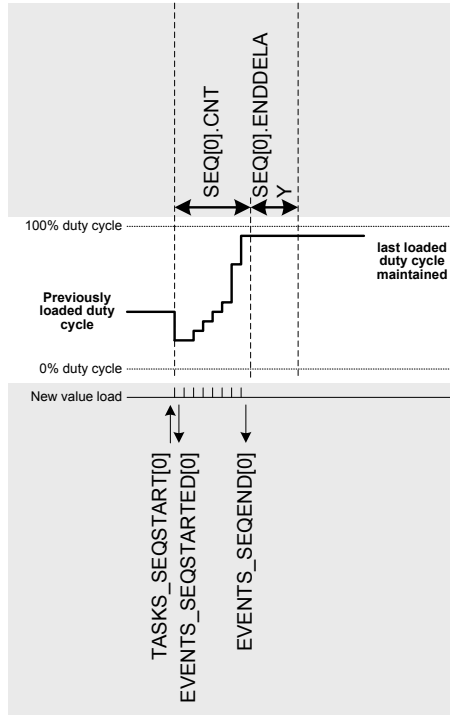 SEQ[0].CNT
SEQ[0].ENDDELA
Y
100% duty cycle
Previously
loaded duty
cycle
last loaded
duty cycle
maintained
0% duty cycle
New value load
TASKS_SEQSTART[0]
EVENTS_SEQSTARTED[0]
EVENTS_SEQEND[0]